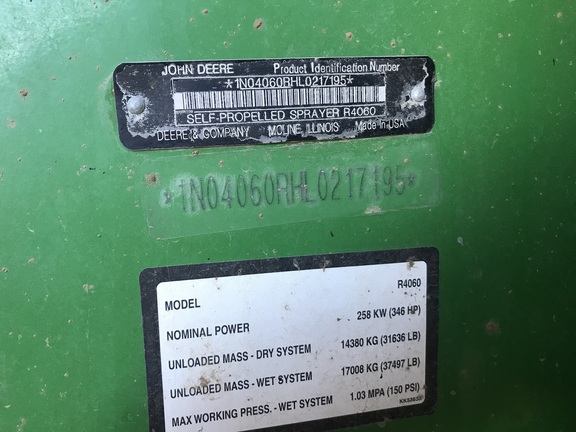 JOHN DEERE Product Identification Number
*1N04060RHL0217195*
SELF-PROPELLED SPRAYER R4060
DEERE & COMPANY MOLINE, ILLINOIS Made in USA
*1N04060RHL0217195*
MODEL R4060
NOMINAL POWER 258 KW (346 HP)
UNLOADED MASS - DRY SYSTEM 14380 KG (31636 LB)
UNLOADED MASS - WET SYSTEM 17008 KG (37497 LB)
MAX WORKING PRESS. - WET SYSTEM 1.03 MPA (150 PSI)